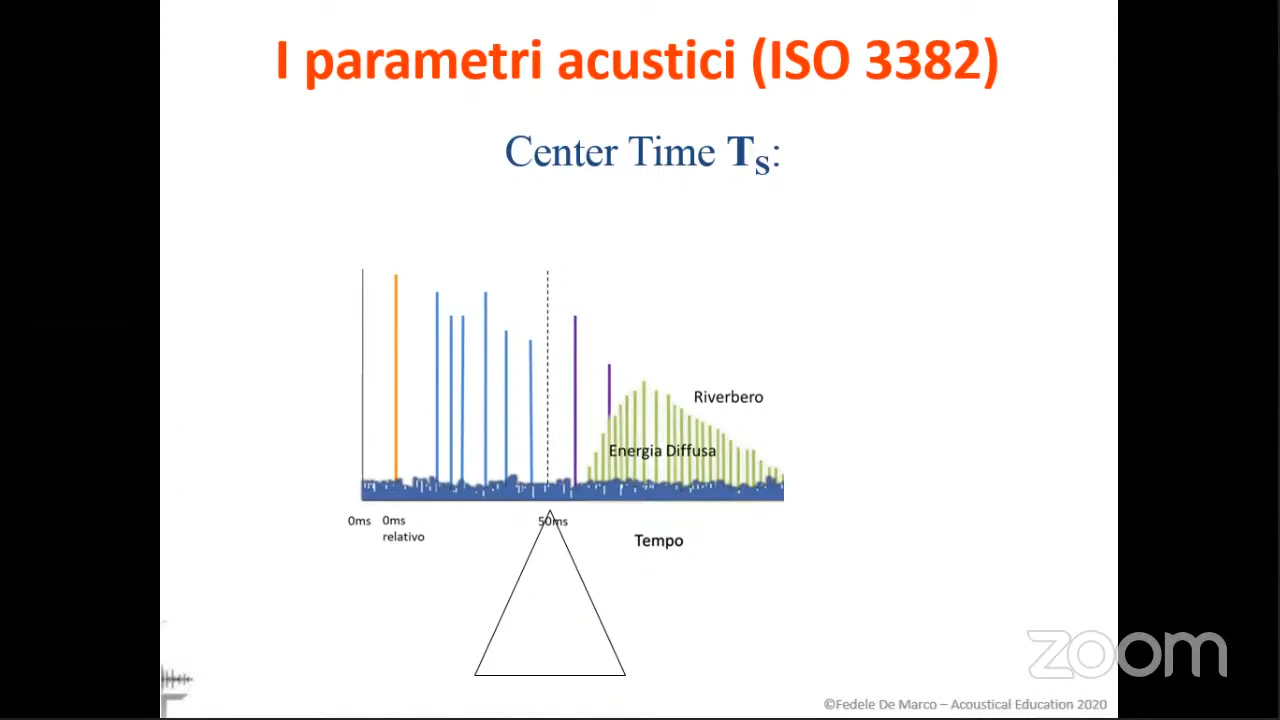 I parametri acustici (ISO 3382)
Center Time TS:
Riverbero
Energia Diffusa
0ms
0ms
relativo
50ms
Tempo
zoom
©Fedele De Marco – Acoustical Education 2020